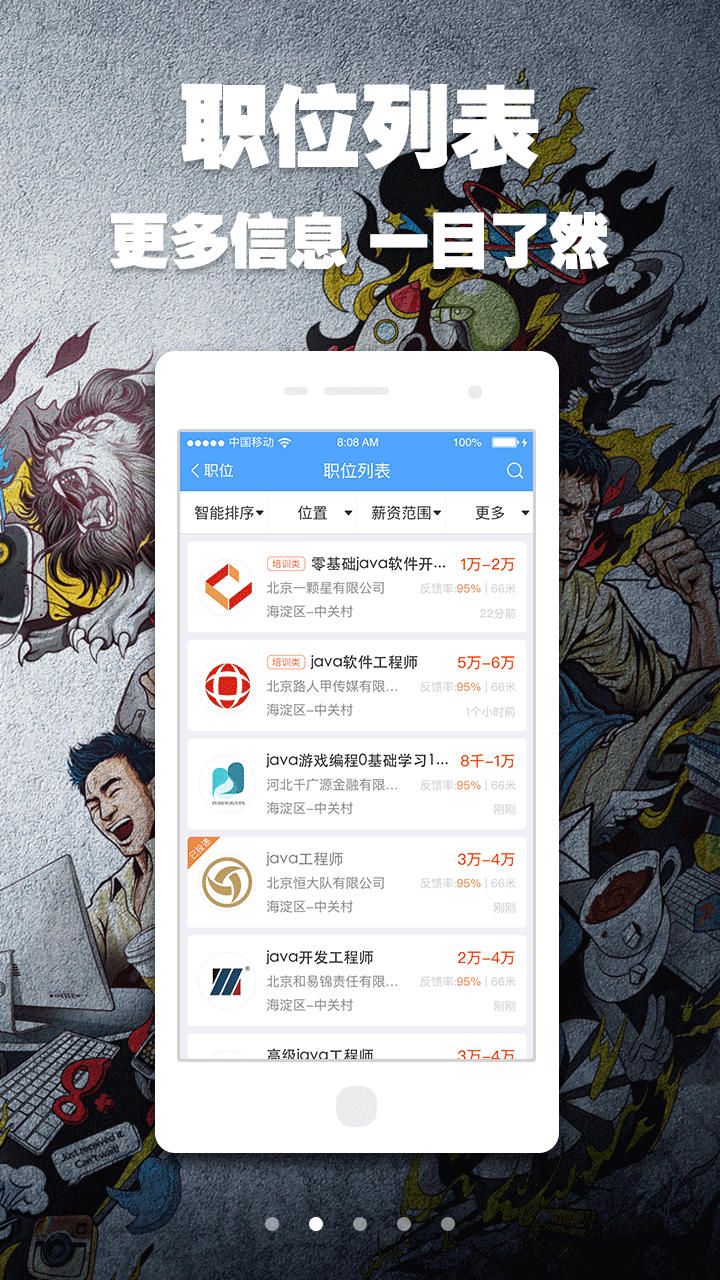 职位列表
更多信息 一目了然
中国移动 8:08 AM 100%
职位 职位列表
智能排序 位置 薪资范围 更多
培训类 零基础java软件开... 1万-2万
北京一颗星有限公司 反馈率:95% | 66米
海淀区-中关村 22分前
培训类 java软件工程师 5万-6万
北京路人甲传媒有限... 反馈率:95% | 66米
海淀区-中关村 1个小时前
java游戏编程0基础学习1... 8千-1万
河北千广源金融有限... 反馈率:95% | 66米
海淀区-中关村 刚刚
已投递
java工程师 3万-4万
北京恒大队有限公司 反馈率:95% | 66米
海淀区-中关村 刚刚
java开发工程师 2万-4万
北京和易锦责任有限... 反馈率:95% | 66米
海淀区-中关村 刚刚
高级java工程师 3万-4万
Just received it.
Can't wait!